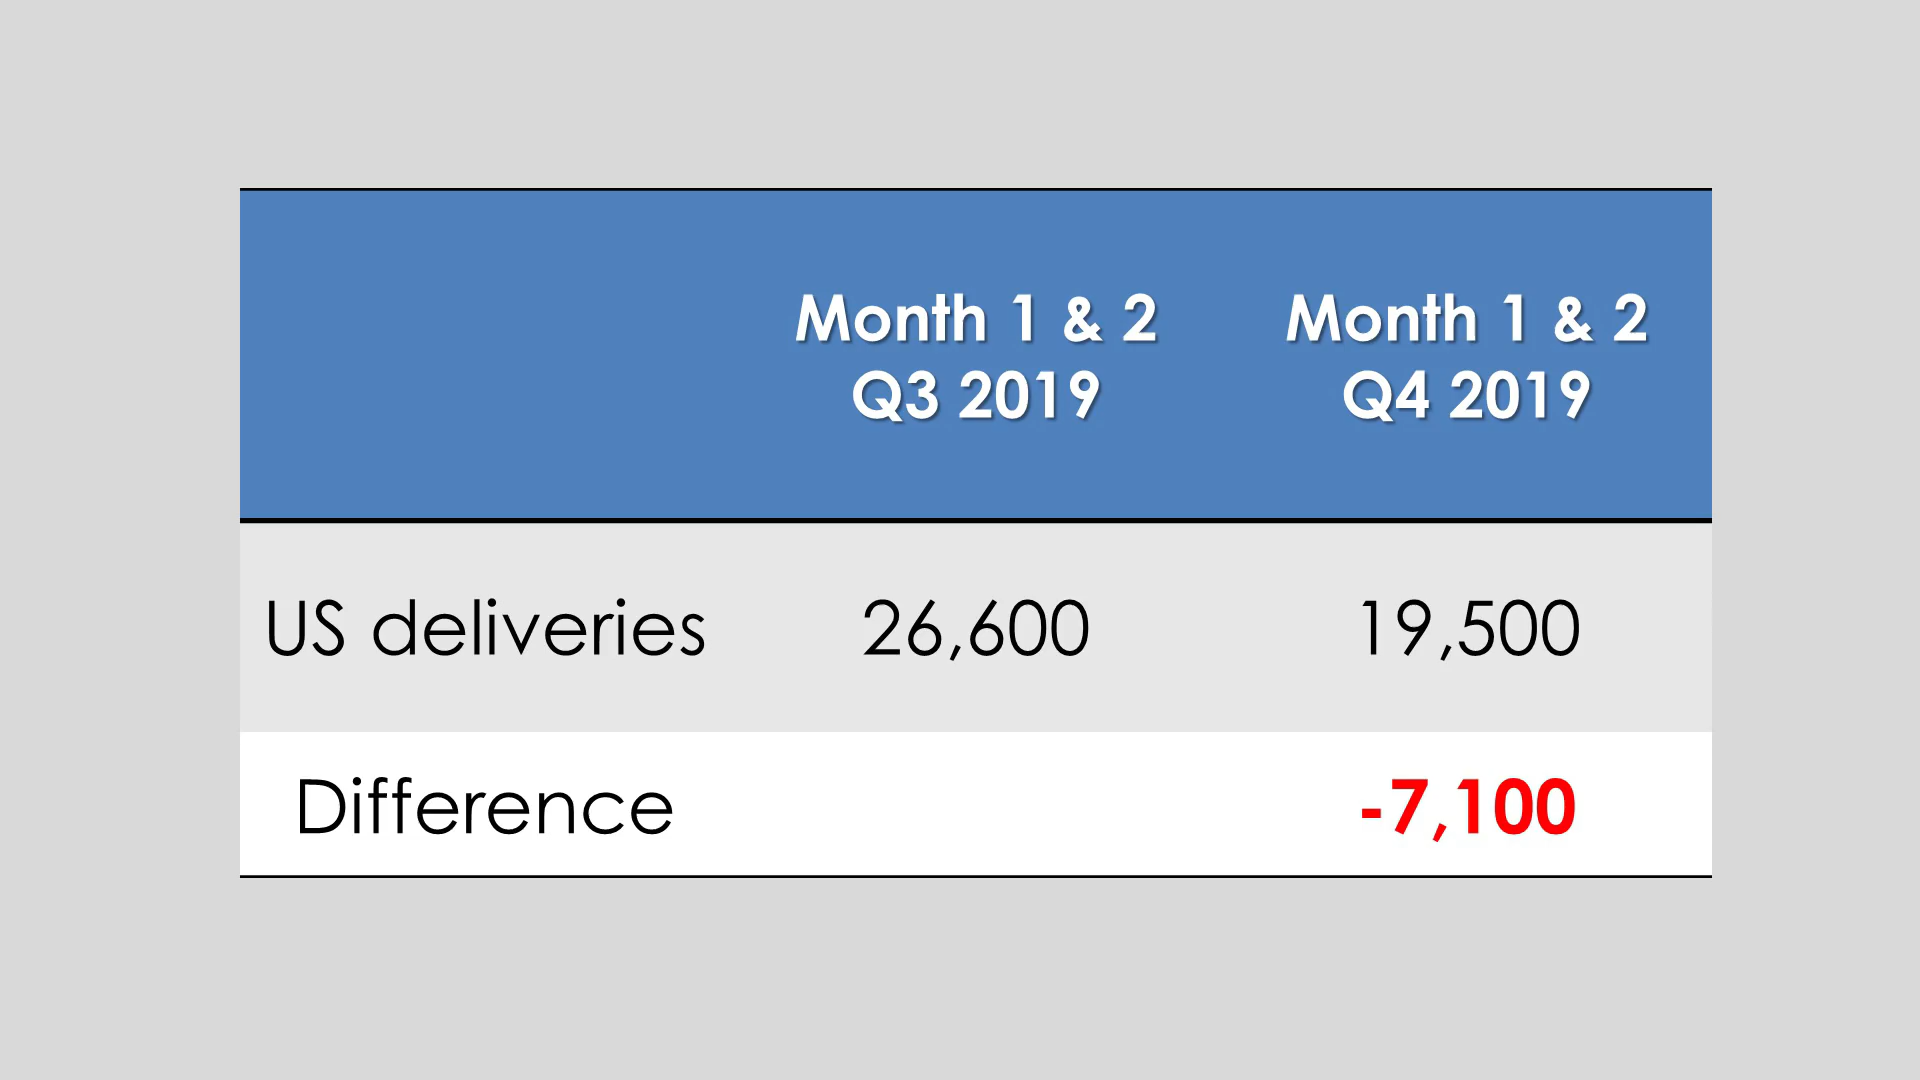 Month 1 & 2
Q3 2019
Month 1 & 2
Q4 2019
US deliveries 26,600 19,500
Difference -7,100